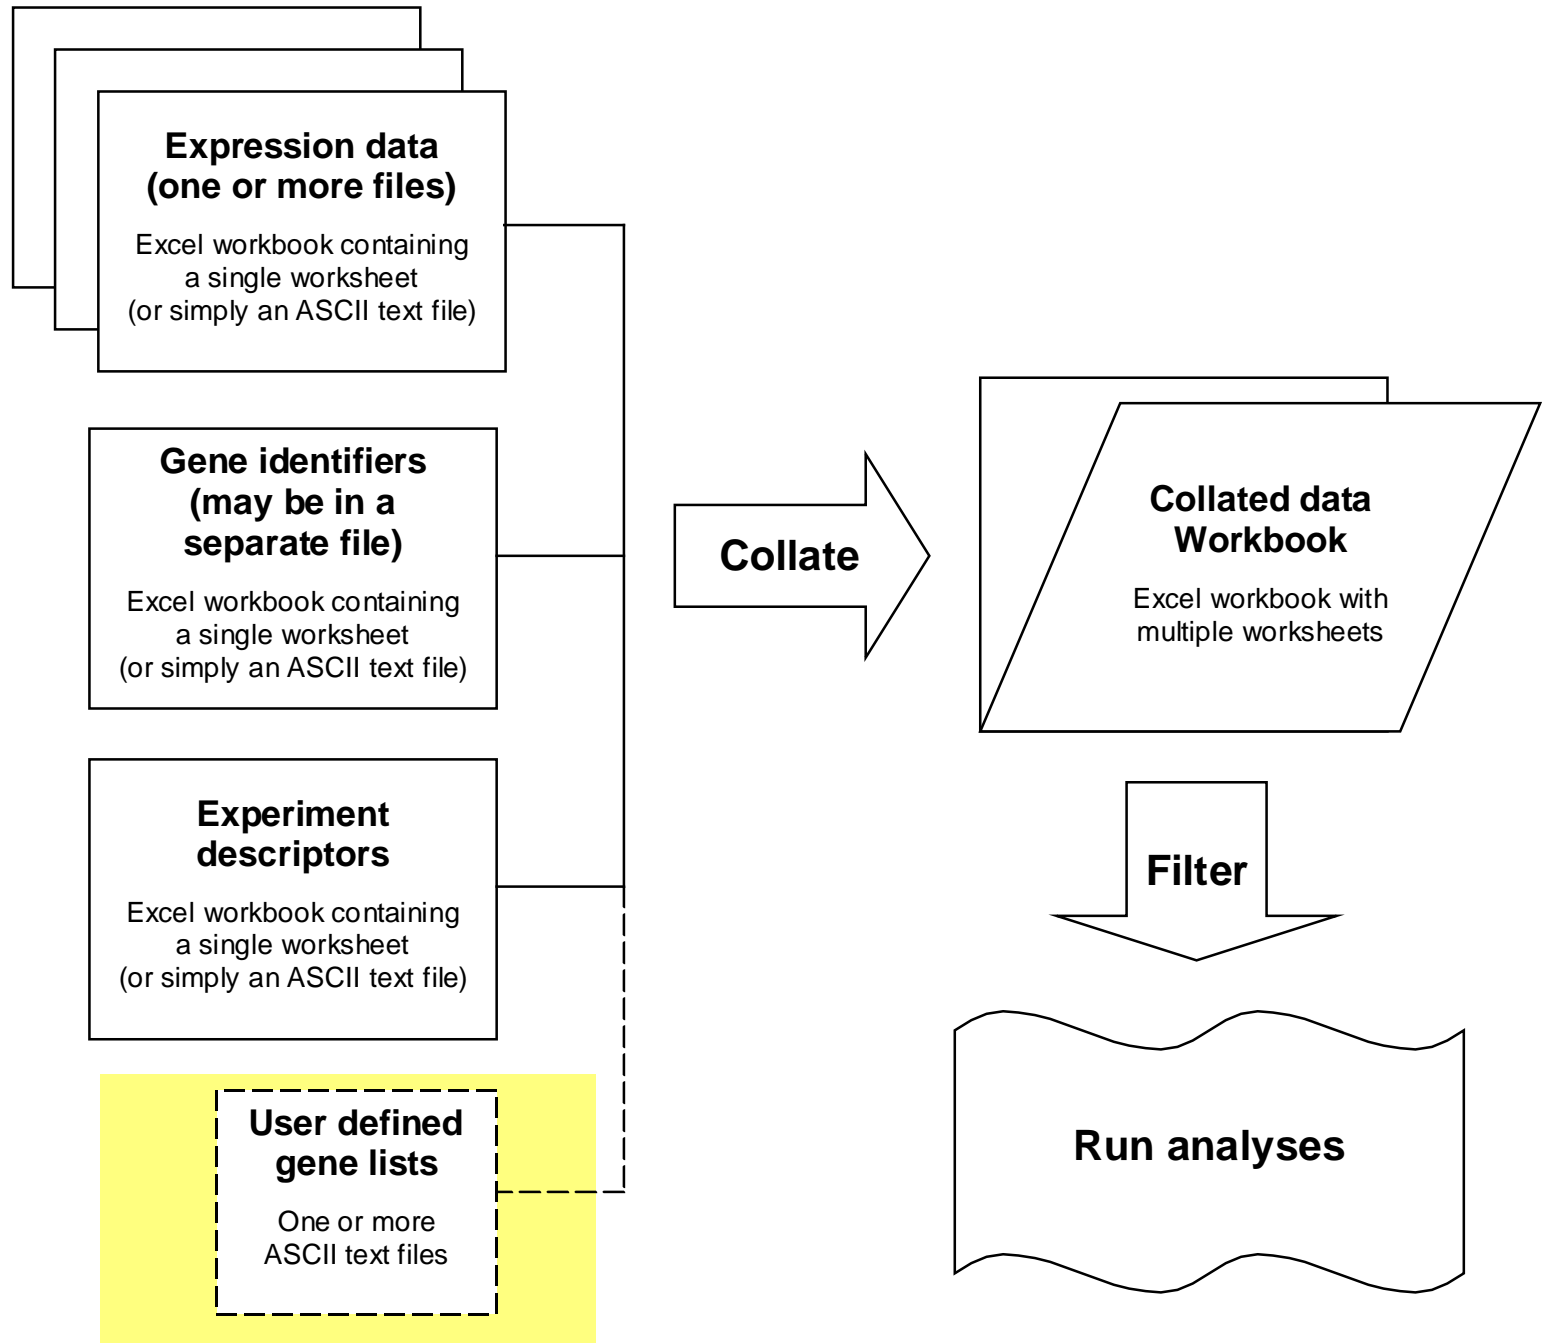 Expression data
(one or more files)
Excel workbook containing
a single worksheet
(or simply an ASCII text file)
Gene identifiers
(may be in a
separate file)
Excel workbook containing
a single worksheet
(or simply an ASCII text file)
Experiment
descriptors
Excel workbook containing
a single worksheet
(or simply an ASCII text file)
User defined
gene lists
One or more
ASCII text files
Collate
Collated data
Workbook
Excel workbook with
multiple worksheets
Filter
Run analyses